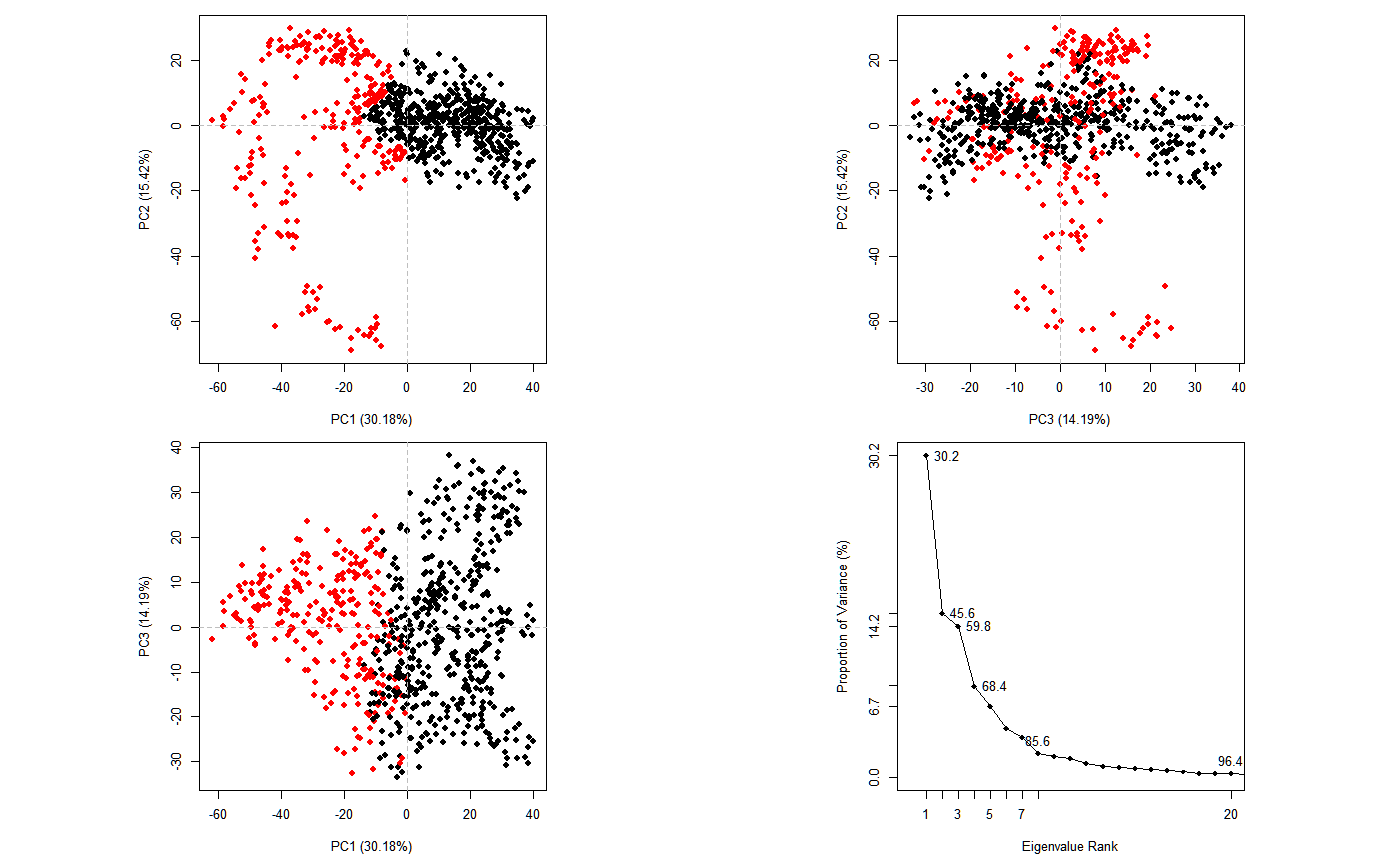 20
0
-20
-40
-60
PC2 (15.42%)
-60 -40 -20 0 20 40
PC1 (30.18%)
20
0
-20
-40
-60
PC2 (15.42%)
-30 -20 -10 0 10 20 30 40
PC3 (14.19%)
40
30
20
10
0
-10
-20
-30
PC3 (14.19%)
-60 -40 -20 0 20 40
PC1 (30.18%)
30.2
14.2
6.7
0.0
Proportion of Variance (%)
30.2
45.6
59.8
68.4
85.6
96.4
1 3 5 7 20
Eigenvalue Rank